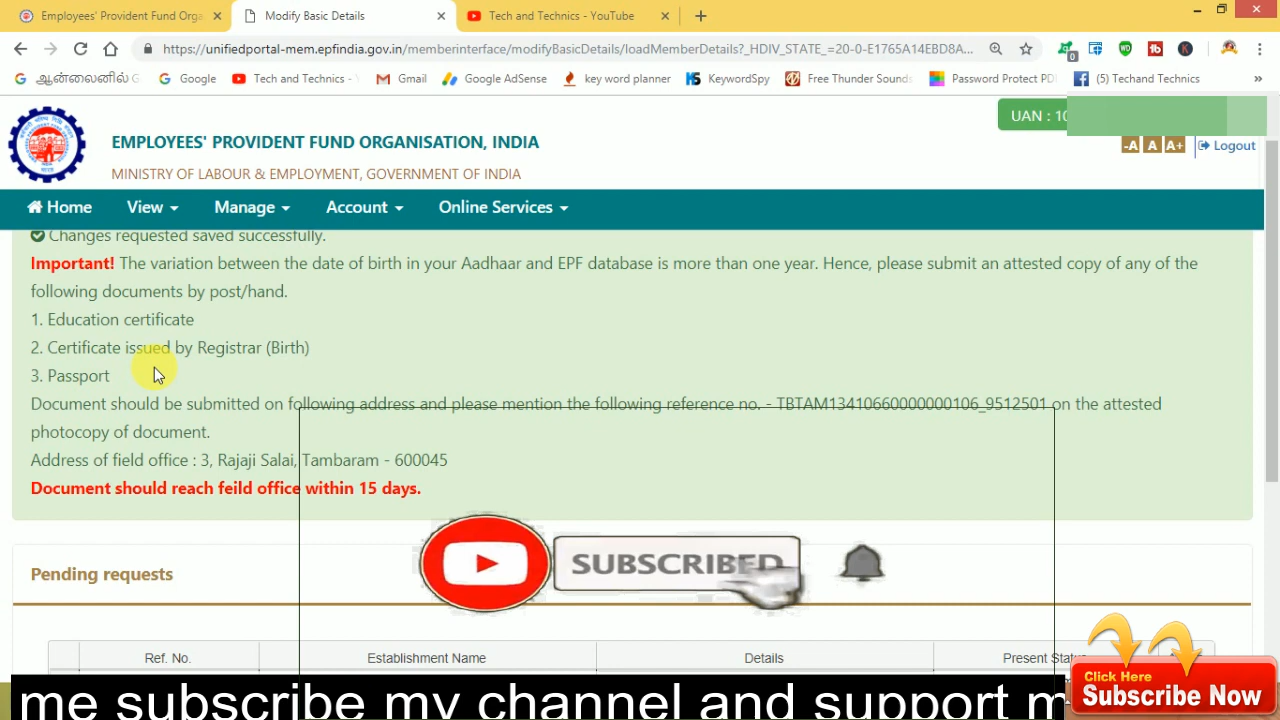 Employees' Provident Fund Orga
Modify Basic Details
Tech and Technics - YouTube
https://unifiedportal-mem.epfindia.gov.in/memberinterface/modifyBasicDetails/loadMemberDetails?_HDIV_STATE_=20-0-E1765A14EBD8A...
ஆன்லைனில்
Google
Tech and Technics -
Gmail
Google AdSense
key word planner
KeywordSpy
Free Thunder Sounds
Password Protect PD
(5) Techand Technics
»
UAN : 10
EMPLOYEES' PROVIDENT FUND ORGANISATION, INDIA
-A A A+ Logout
MINISTRY OF LABOUR & EMPLOYMENT, GOVERNMENT OF INDIA
Home View Manage Account Online Services
Changes requested saved successfully.
Important! The variation between the date of birth in your Aadhaar and EPF database is more than one year. Hence, please submit an attested copy of any of the
following documents by post/hand.
1. Education certificate
2. Certificate issued by Registrar (Birth)
3. Passport
Document should be submitted on following address and please mention the following reference no. - TBTAM13410660000000106_9512501 on the attested
photocopy of document.
Address of field office : 3, Rajaji Salai, Tambaram - 600045
Document should reach feild office within 15 days.
SUBSCRIBED
Pending requests
Ref. No. Establishment Name Details Present Statu
Click Here
Subscribe Now
me subscribe my channel and support m